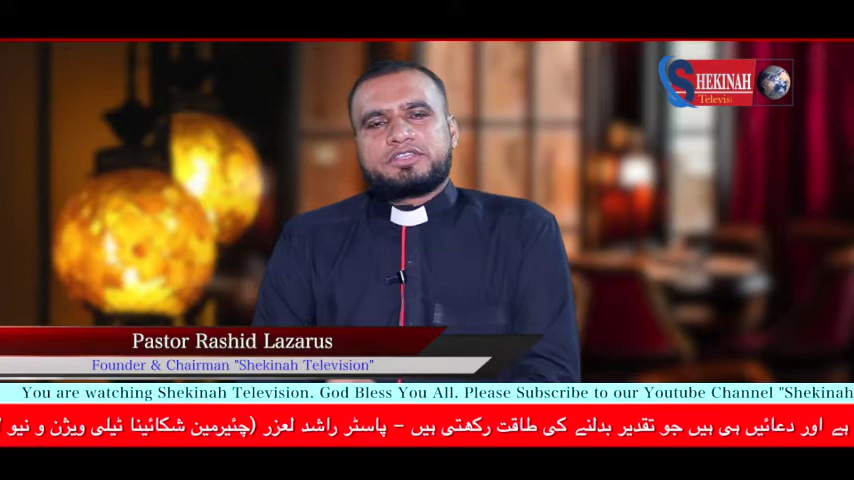 SHEKINAH
Televis
Pastor Rashid Lazarus
Founder & Chairman "Shekinah Television"
You are watching Shekinah Television. God Bless You All. Please Subscribe to our Youtube Channel "Shekinah
ہے اور دعائیں ہی ہیں جو تقدیر بدلنے کی طاقت رکھتی ہیں - پاسٹر راشد لعزر (چئیرمین شکائینا ٹیلی ویژن و نیو